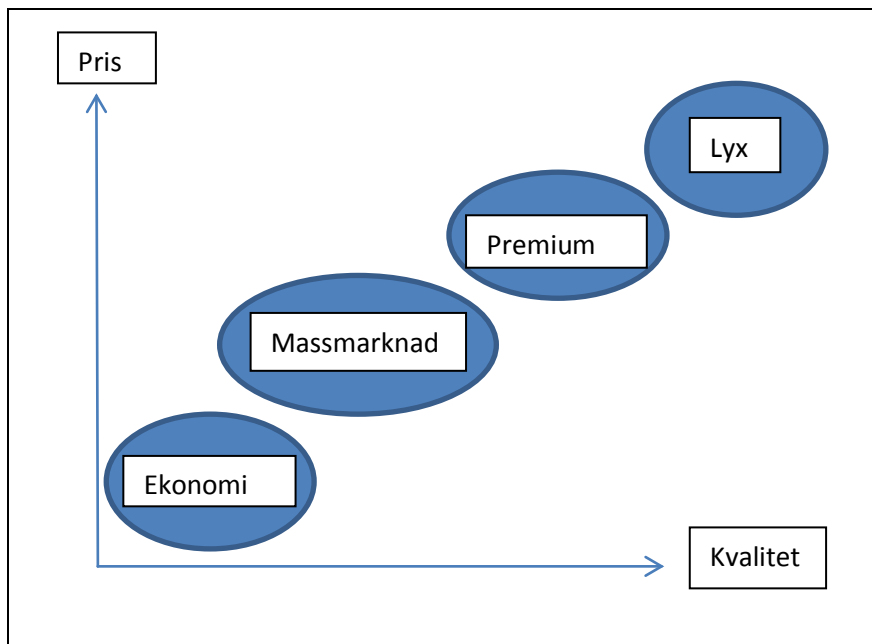 Pris
Lyx
Premium
Massmarknad
Ekonomi
Kvalitet